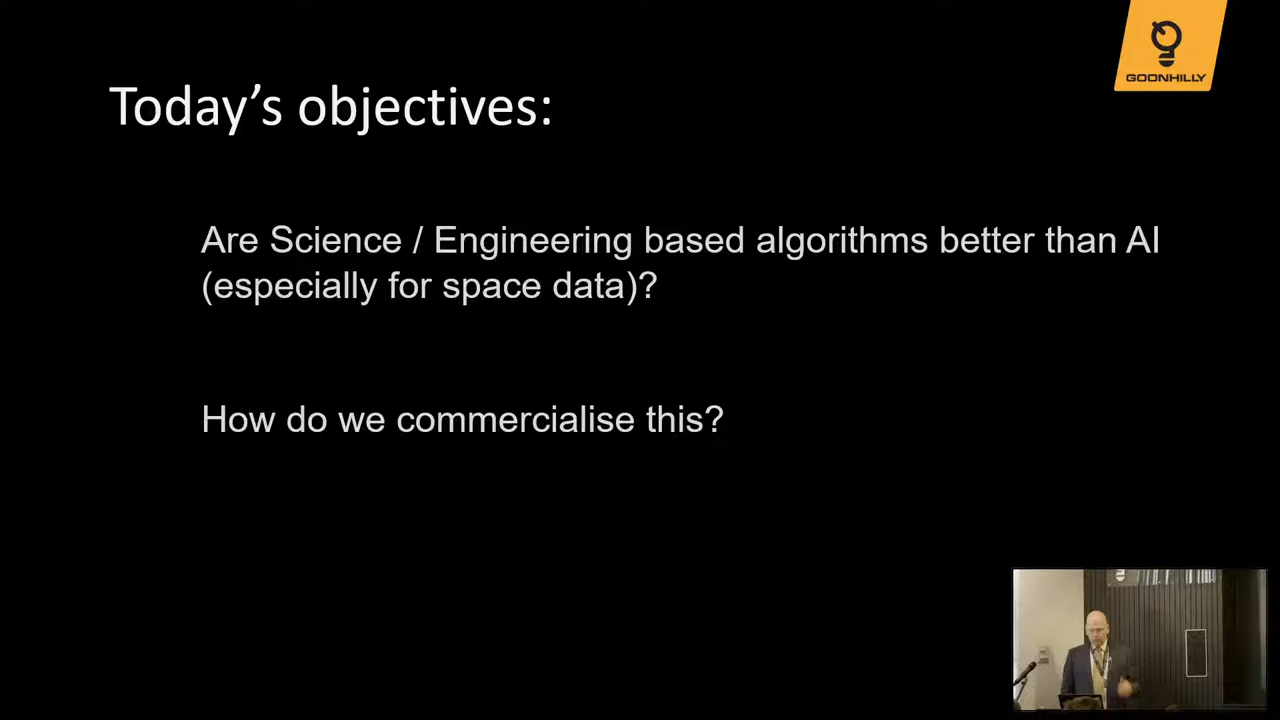 GOONHILLY
Today’s objectives:
Are Science / Engineering based algorithms better than AI
(especially for space data)?
How do we commercialise this?